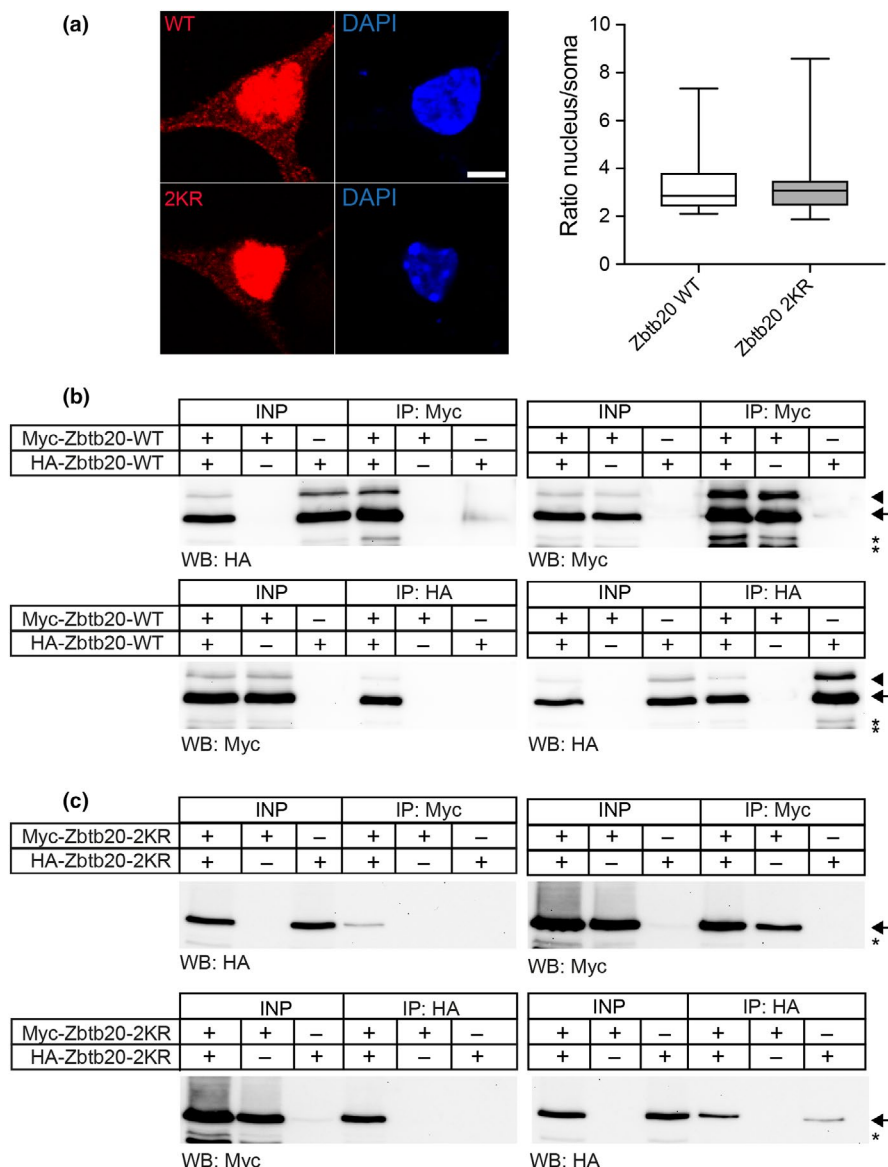 (a)
WT
DAPI
2KR
DAPI
Ratio nucleus/soma
10
8
6
4
2
0
Zbtb20 WT
Zbtb20 2KR
(b)
INP IP: Myc
Myc-Zbtb20-WT + + – + + –
HA-Zbtb20-WT + – + + – +
WB: HA
INP IP: Myc
+ + – + + –
+ – + + – +
*
*
WB: Myc
INP IP: HA
Myc-Zbtb20-WT + + – + + –
HA-Zbtb20-WT + – + + – +
WB: Myc
INP IP: HA
+ + – + + –
+ – + + – +
*
*
WB: HA
(c)
INP IP: Myc
Myc-Zbtb20-2KR + + – + + –
HA-Zbtb20-2KR + – + + – +
WB: HA
INP IP: Myc
+ + – + + –
+ – + + – +
*
WB: Myc
INP IP: HA
Myc-Zbtb20-2KR + + – + + –
HA-Zbtb20-2KR + – + + – +
WB: Myc
INP IP: HA
+ + – + + –
+ – + + – +
*
WB: HA